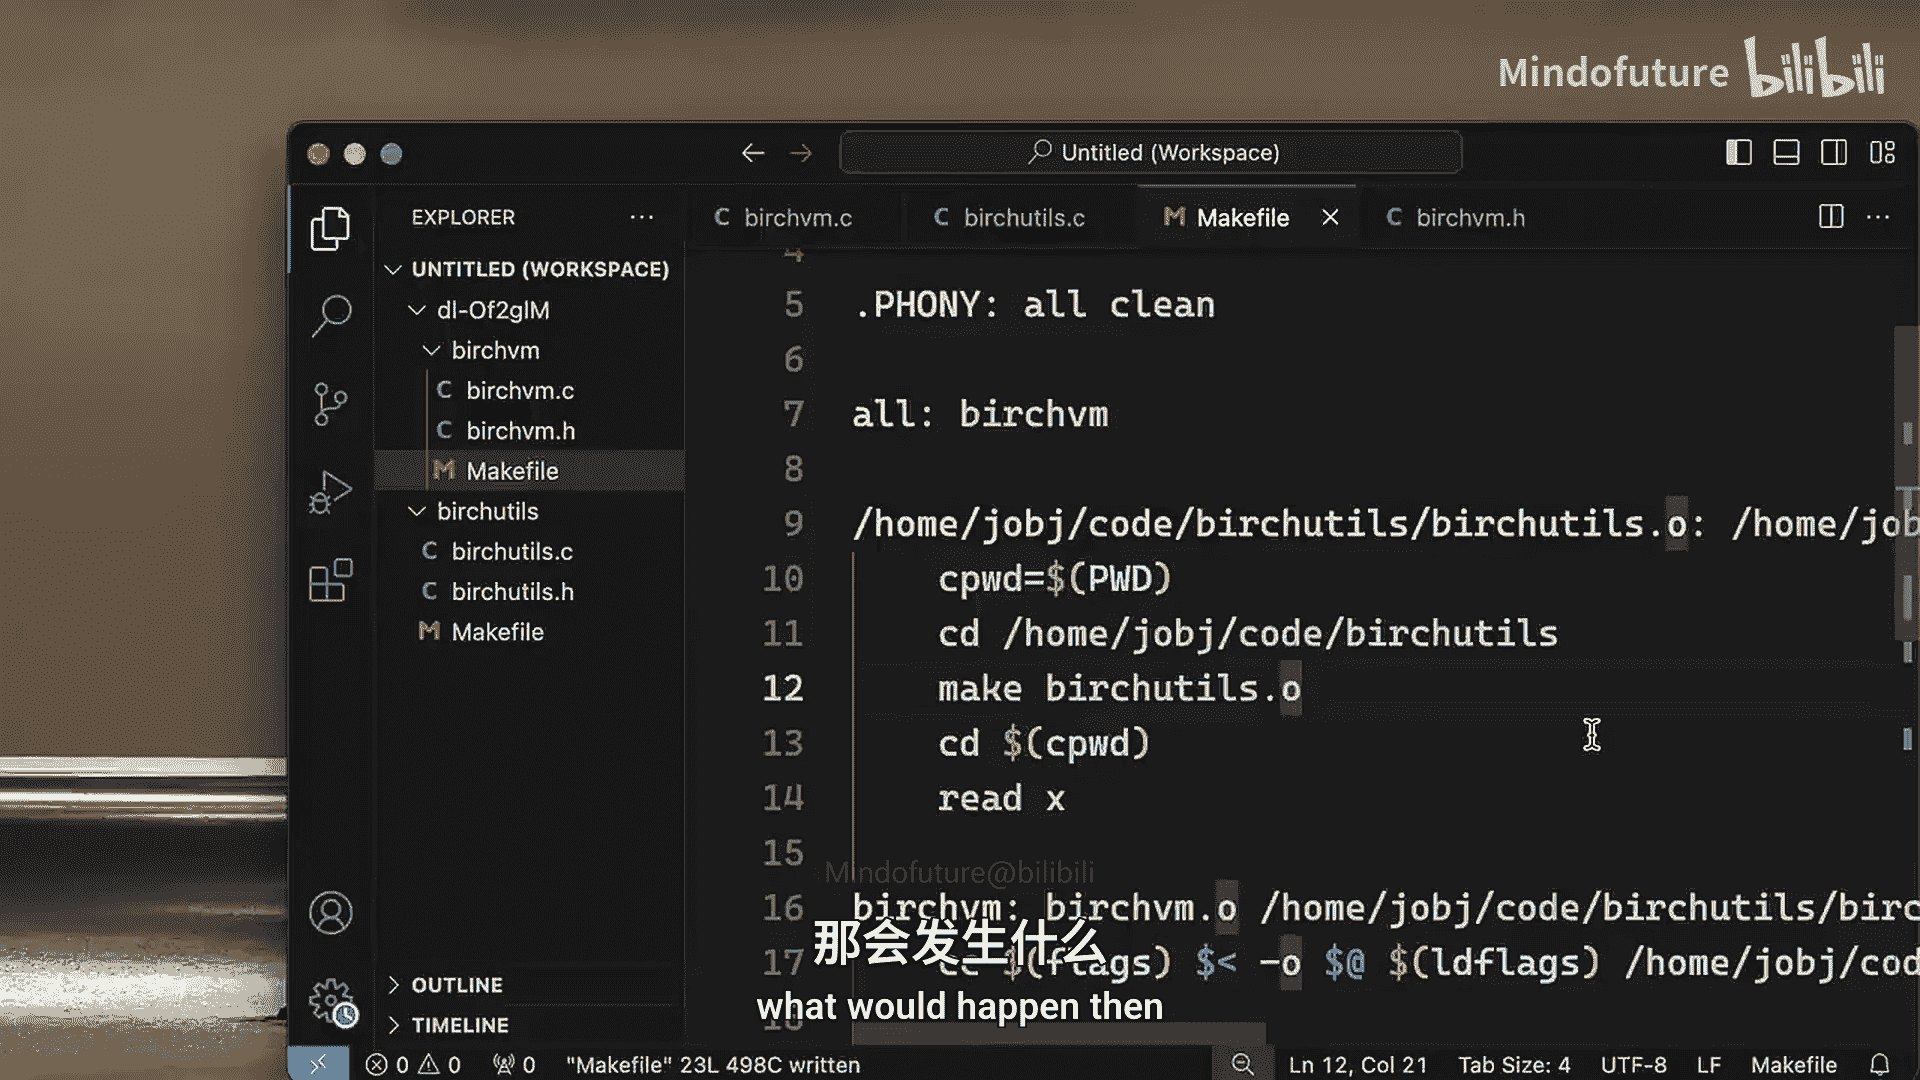 Mindofuture bilibili
Untitled (Workspace)
EXPLORER ...
birchvm.c
birchutils.c
Makefile
birchvm.h
UNTITLED (WORKSPACE)
dl-Of2glM
birchvm
C birchvm.c
C birchvm.h
M Makefile
birchutils
C birchutils.c
C birchutils.h
M Makefile
OUTLINE
TIMELINE
4
5 .PHONY: all clean
6
7 all: birchvm
8
9 /home/jobj/code/birchutils/birchutils.o: /home/job
10 cpwd=$(PWD)
11 cd /home/jobj/code/birchutils
12 make birchutils.o
13 cd $(cpwd)
14 read x
15
Mindofuture@bilibili
16 birchvm: birchvm.o /home/jobj/code/birchutils/birc
17 cc $(flags) $< -o $@ $(ldflags) /home/jobj/cod
18
那会发生什么
what would happen then
0 0 0 "Makefile" 23L 498C written
Ln 12, Col 21 Tab Size: 4 UTF-8 LF Makefile